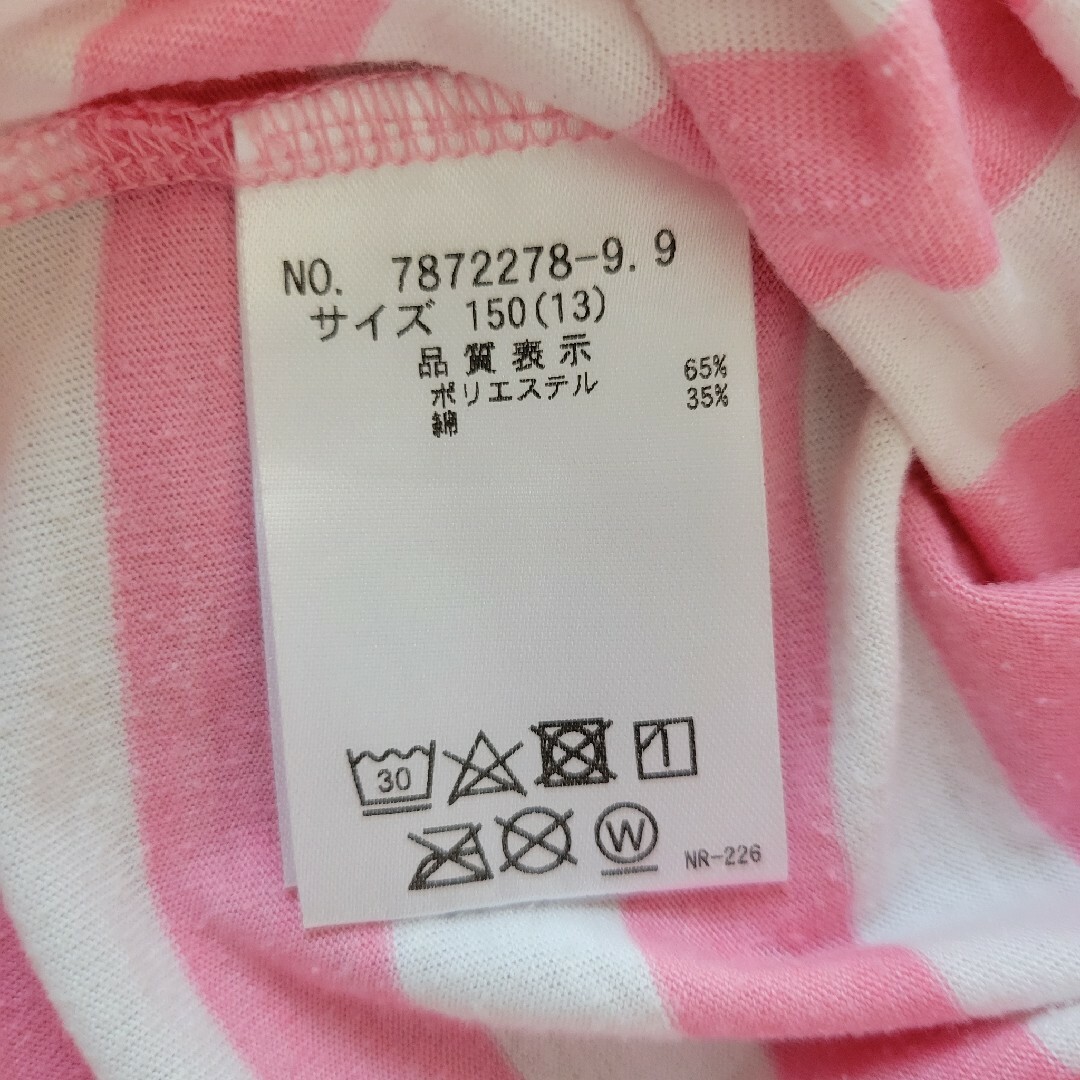 NO. 7872278-9.9
サイズ 150(13)
品質表示
ポリエステル 65%
綿 35%
30
W
NR-226